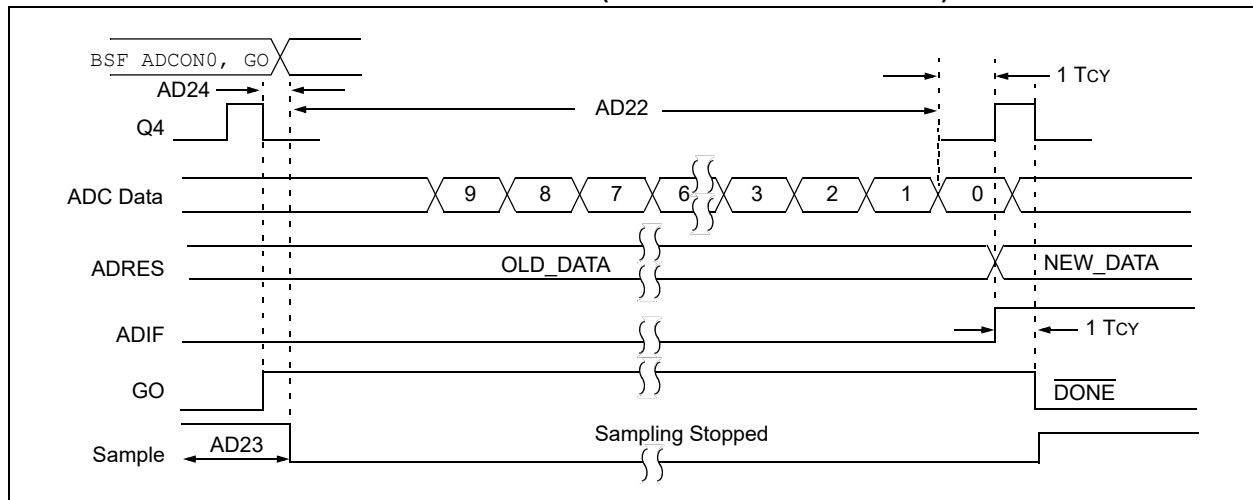 BSF ADCON0, GO
1 TCY
AD24
AD22
Q4
ADC Data 9 8 7 6 3 2 1 0
ADRES OLD_DATA NEW_DATA
ADIF 1 TCY
GO DONE
Sample AD23 Sampling Stopped